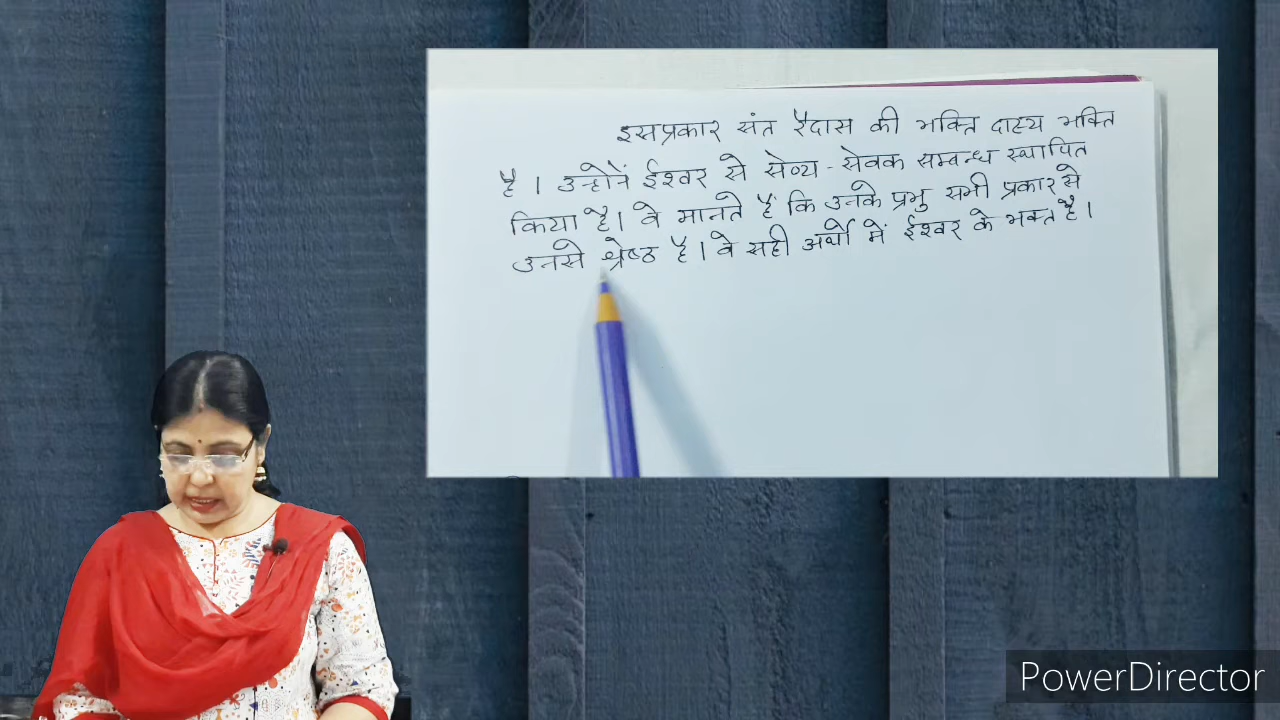 इसप्रकार संत रैदास की भक्ति दास्य भक्ति
है । उन्होनें ईश्वर से सेव्य - सेवक सम्बन्ध स्थापित
किया है। वे मानते हैं कि उनके प्रभु सभी प्रकार से
उनसे श्रेष्ठ है । वे सही अर्थो में ईश्वर के भक्त है।
PowerDirector